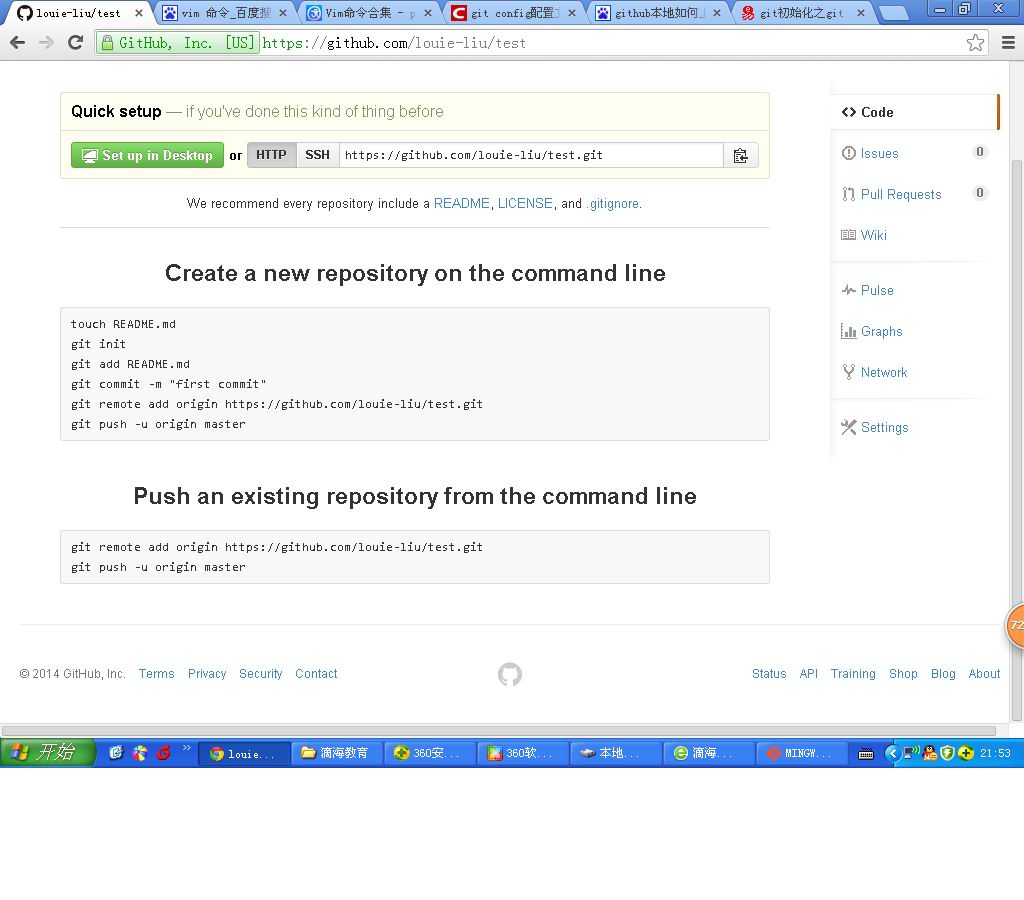 louie-liu/test
vim 命令_百度搜
Vim命令合集 - p
git config配置
github本地如何
git初始化之git
GitHub, Inc. [US] https://github.com/louie-liu/test
Quick setup — if you've done this kind of thing before
Set up in Desktop or HTTP SSH https://github.com/louie-liu/test.git
We recommend every repository include a README, LICENSE, and .gitignore.
Create a new repository on the command line
touch README.md
git init
git add README.md
git commit -m "first commit"
git remote add origin https://github.com/louie-liu/test.git
git push -u origin master
Push an existing repository from the command line
git remote add origin https://github.com/louie-liu/test.git
git push -u origin master
Code
Issues 0
Pull Requests 0
Wiki
Pulse
Graphs
Network
Settings
72
© 2014 GitHub, Inc. Terms Privacy Security Contact
Status API Training Shop Blog About
开始 louie... 滴海教育 360安... 360软... 本地... 滴海... MINGW... 21:53